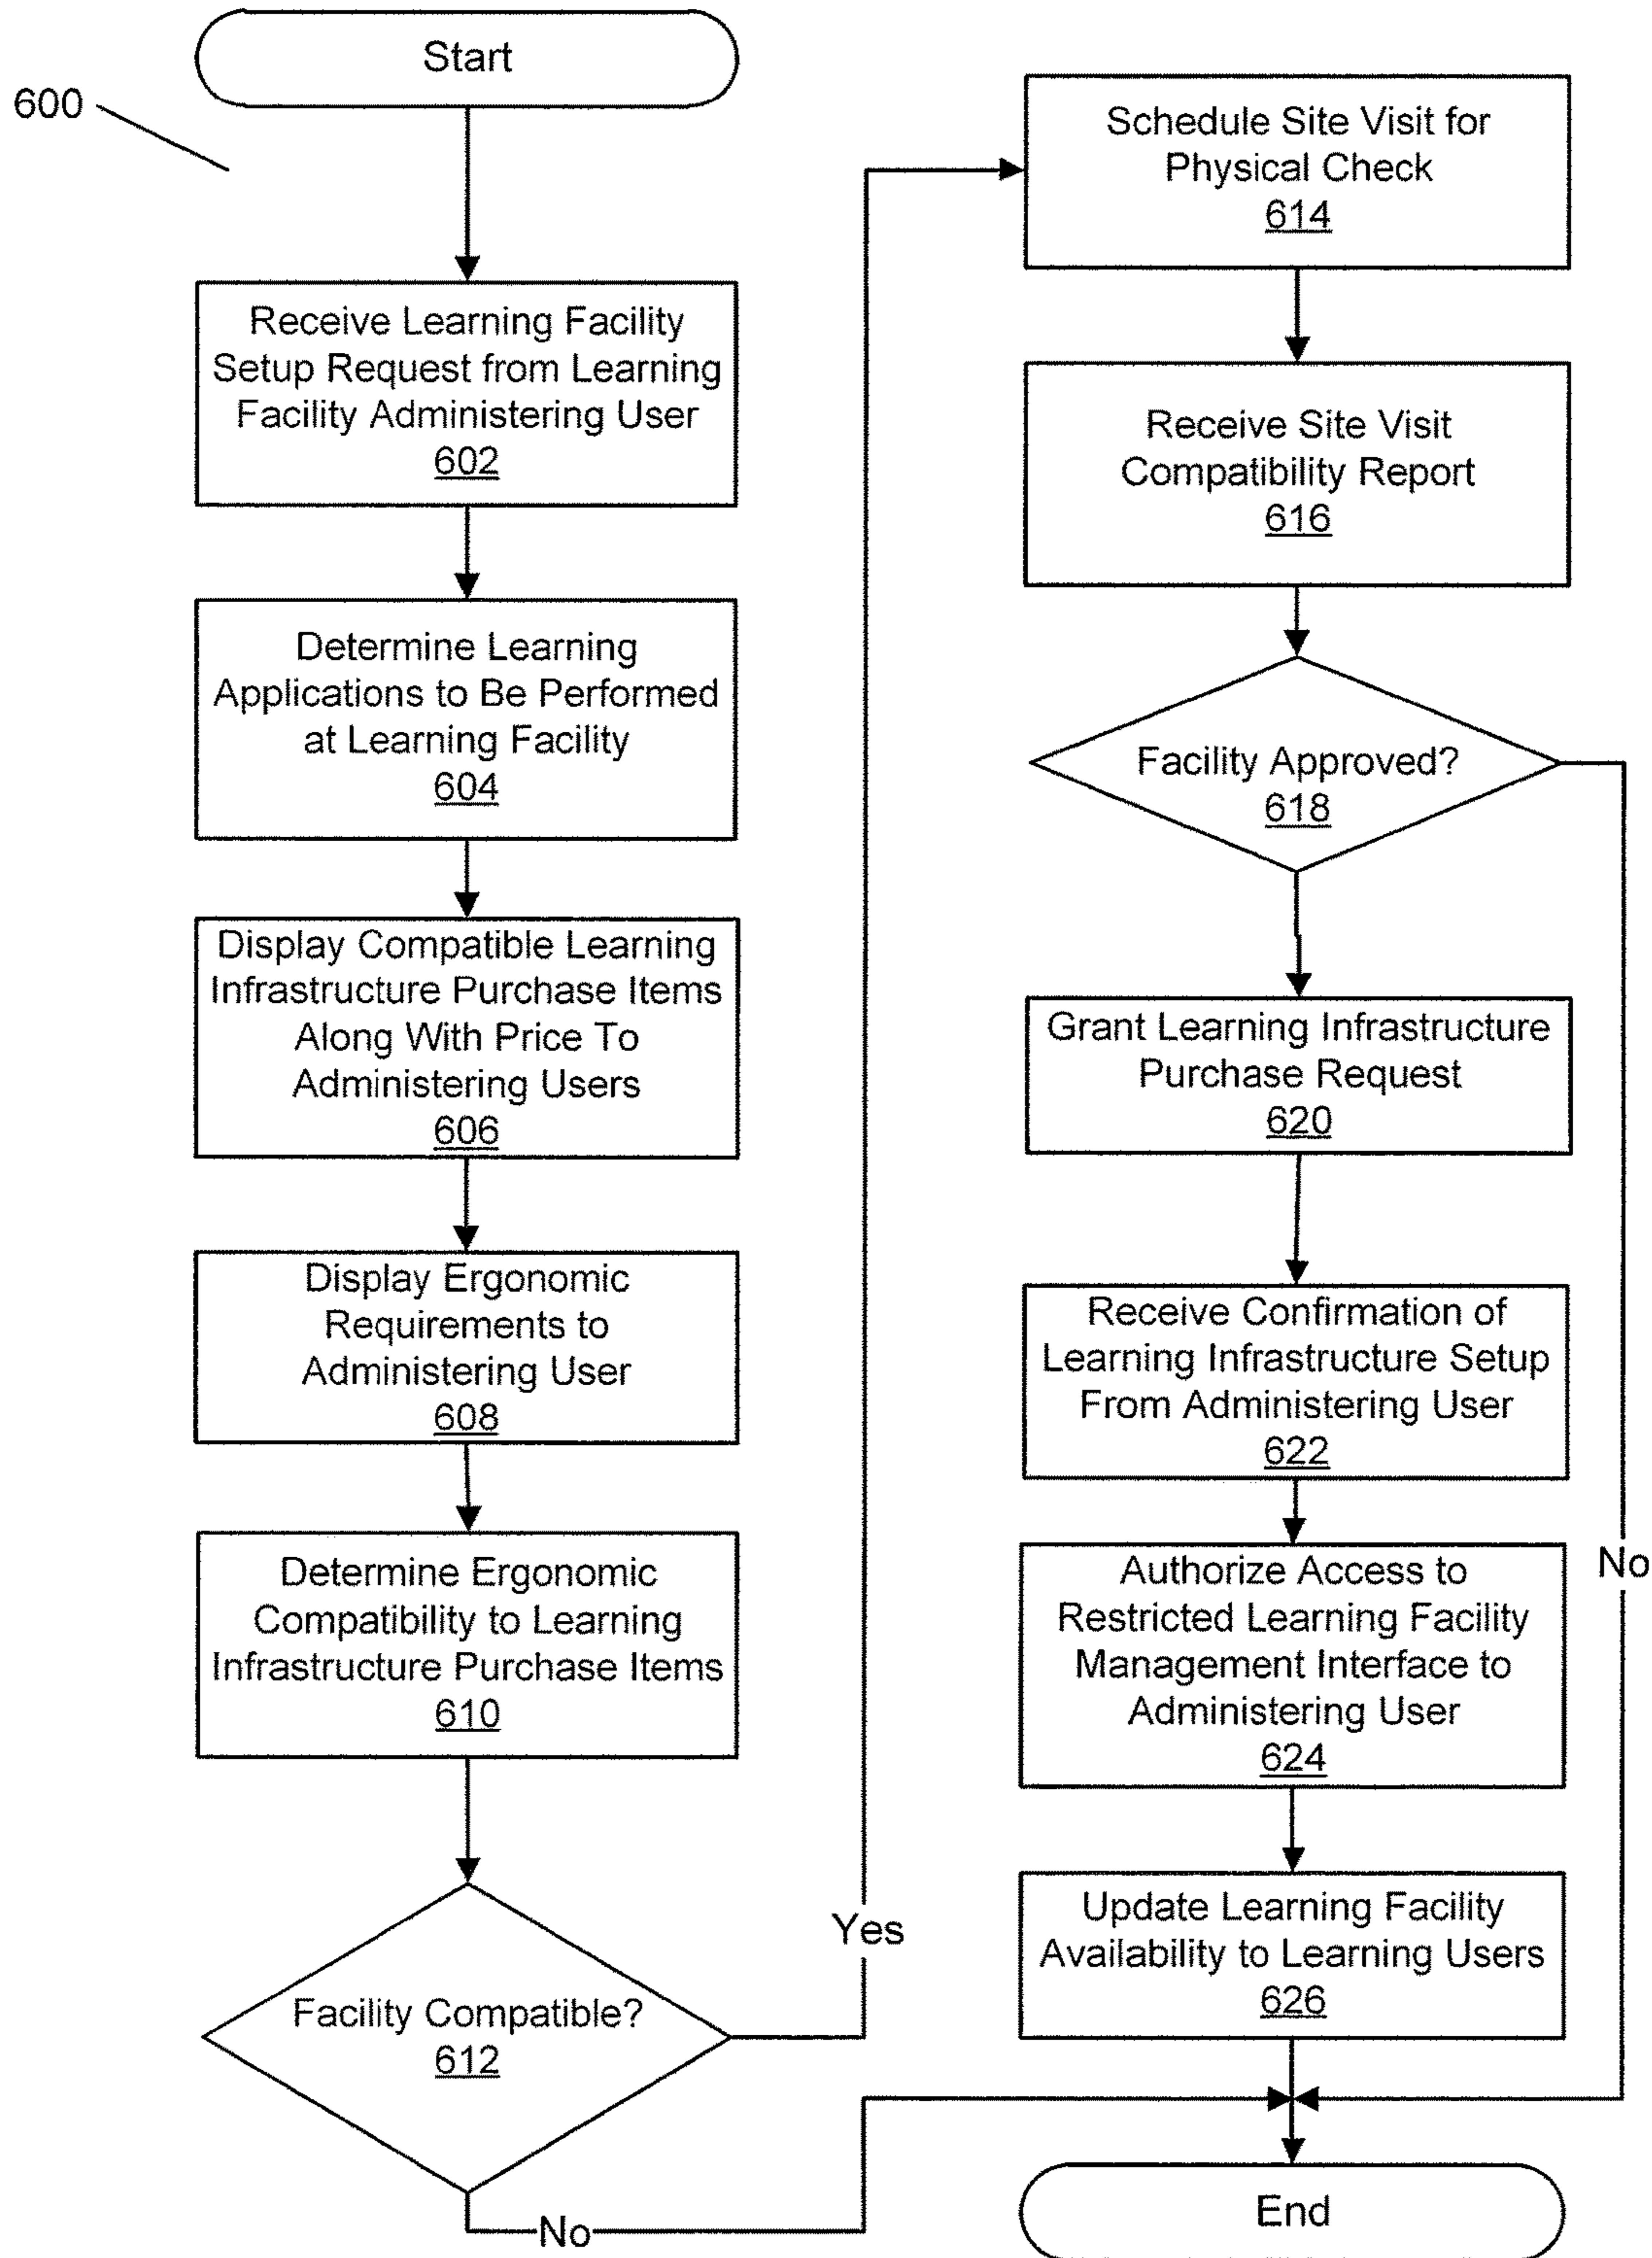 Start
600
Receive Learning Facility
Setup Request from Learning
Facility Administering User
602
Determine Learning
Applications to Be Performed
at Learning Facility
604
Display Compatible Learning
Infrastructure Purchase Items
Along With Price To
Administering Users
606
Display Ergonomic
Requirements to
Administering User
608
Determine Ergonomic
Compatibility to Learning
Infrastructure Purchase Items
610
Facility Compatible?
612
Yes
No
Schedule Site Visit for
Physical Check
614
Receive Site Visit
Compatibility Report
616
Facility Approved?
618
No
Grant Learning Infrastructure
Purchase Request
620
Receive Confirmation of
Learning Infrastructure Setup
From Administering User
622
Authorize Access to
Restricted Learning Facility
Management Interface to
Administering User
624
Update Learning Facility
Availability to Learning Users
626
End